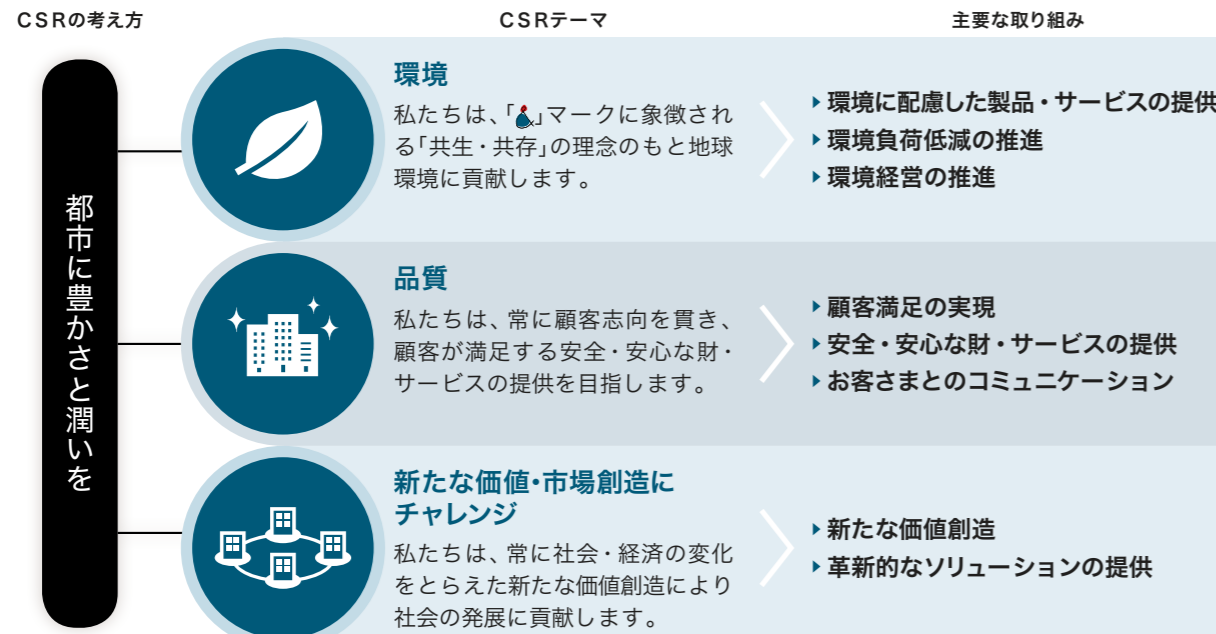 CSRの考え方
CSRテーマ
主要な取り組み
都市に豊かさと潤いを
環境
私たちは、「」マークに象徴され
る「共生・共存」の理念のもと地球
環境に貢献します。
環境に配慮した製品・サービスの提供
環境負荷低減の推進
環境経営の推進
品質
私たちは、常に顧客志向を貫き、
顧客が満足する安全・安心な財・
サービスの提供を目指します。
顧客満足の実現
安全・安心な財・サービスの提供
お客さまとのコミュニケーション
新たな価値・市場創造に
チャレンジ
私たちは、常に社会・経済の変化
をとらえた新たな価値創造により
社会の発展に貢献します。
新たな価値創造
革新的なソリューションの提供